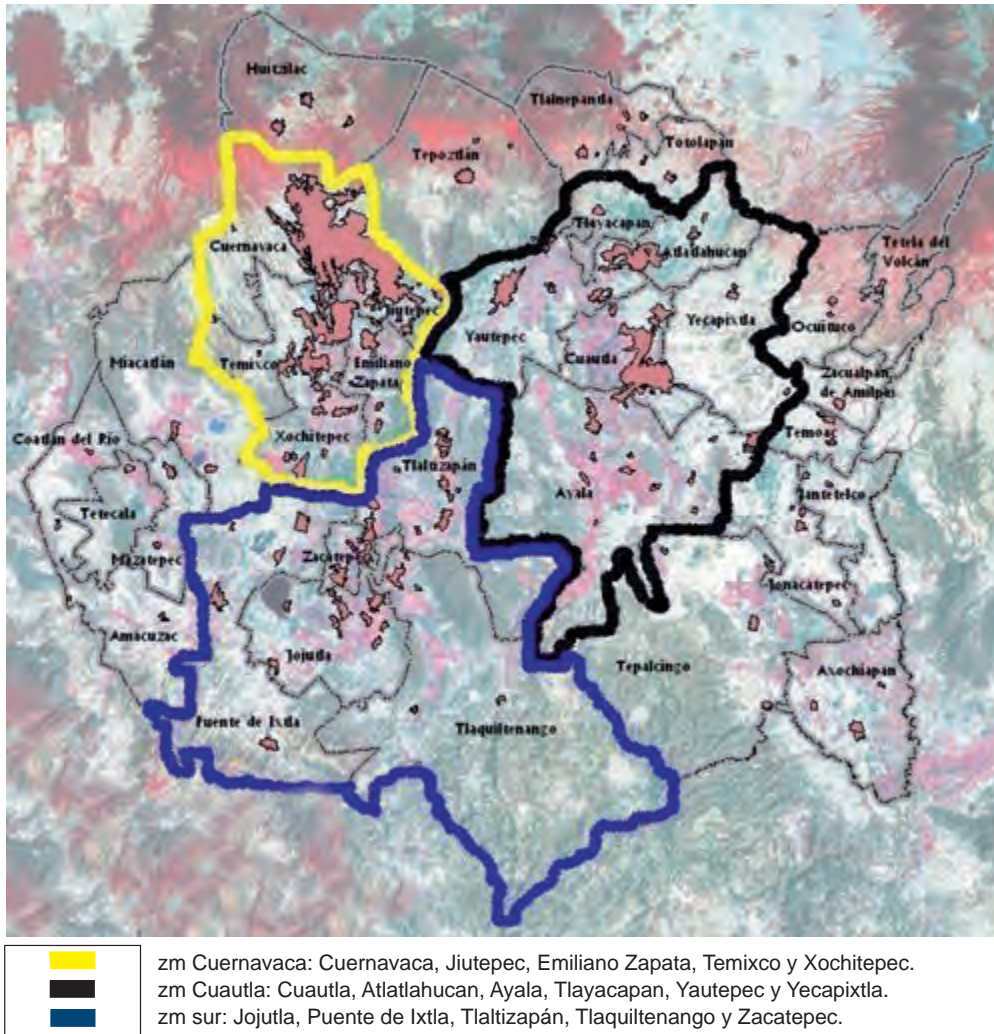 Huitzilac
Tlalnepantla
Totolapan
Tepoztlán
Tlayacapan
Cuernavaca
Atlatlahucan
Tetela del
Volcán
Jiutepec
Yautepec
Yecapixtla
Ocuituco
Miacatlán
Temixco
Emiliano
Zapata
Cuautla
Zacualpan
de Amilpas
Coatlán del Río
Xochitepec
Temoac
Tlaltizapán
Ayala
Jantetelco
Tetecala
Zacatepec
Mazatepec
Jonacatepec
Amacuzac
Jojutla
Tepalcingo
Axochiapan
Puente de Ixtla
Tlaquiltenango
zm Cuernavaca: Cuernavaca, Jiutepec, Emiliano Zapata, Temixco y Xochitepec.
zm Cuautla: Cuautla, Atlatlahucan, Ayala, Tlayacapan, Yautepec y Yecapixtla.
zm sur: Jojutla, Puente de Ixtla, Tlaltizapán, Tlaquiltenango y Zacatepec.